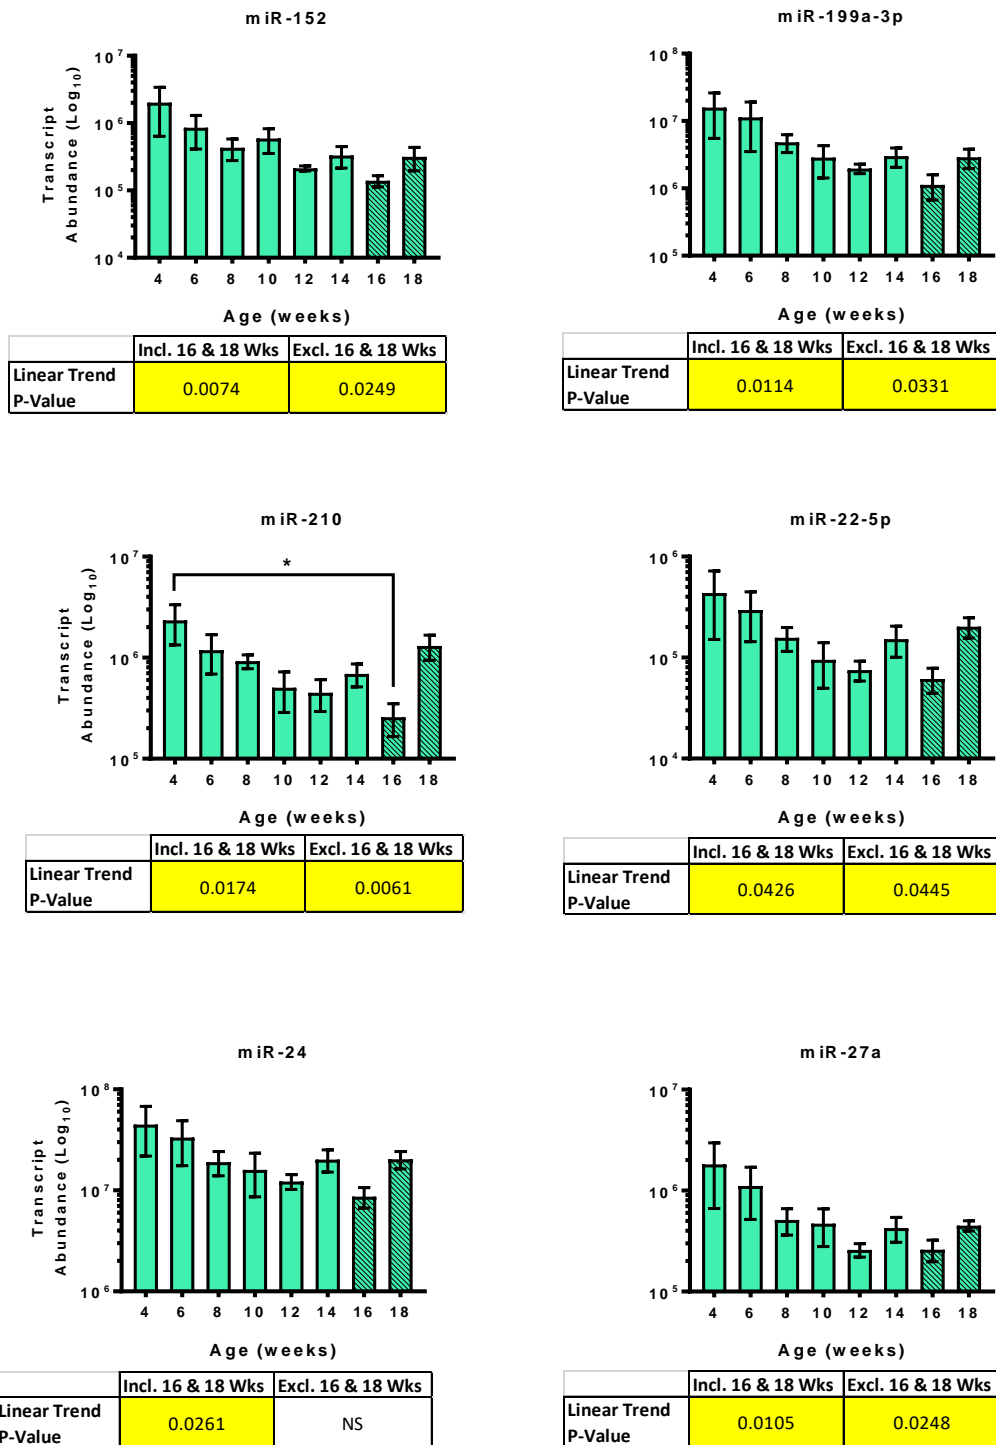 miR-152
Transcript
Abundance (Log10)
10^7
10^6
10^5
10^4
4 6 8 10 12 14 16 18
Age (weeks)
Incl. 16 & 18 Wks Excl. 16 & 18 Wks
Linear Trend
P-Value
0.0074 0.0249
miR-199a-3p
10^8
10^7
10^6
10^5
4 6 8 10 12 14 16 18
Age (weeks)
Incl. 16 & 18 Wks Excl. 16 & 18 Wks
Linear Trend
P-Value
0.0114 0.0331
miR-210
Transcript
Abundance (Log10)
10^7
10^6
10^5
*
4 6 8 10 12 14 16 18
Age (weeks)
Incl. 16 & 18 Wks Excl. 16 & 18 Wks
Linear Trend
P-Value
0.0174 0.0061
miR-22-5p
10^6
10^5
10^4
4 6 8 10 12 14 16 18
Age (weeks)
Incl. 16 & 18 Wks Excl. 16 & 18 Wks
Linear Trend
P-Value
0.0426 0.0445
miR-24
Transcript
Abundance (Log10)
10^8
10^7
10^6
4 6 8 10 12 14 16 18
Age (weeks)
Incl. 16 & 18 Wks Excl. 16 & 18 Wks
Linear Trend
P-Value
0.0261 NS
miR-27a
10^7
10^6
10^5
4 6 8 10 12 14 16 18
Age (weeks)
Incl. 16 & 18 Wks Excl. 16 & 18 Wks
Linear Trend
P-Value
0.0105 0.0248